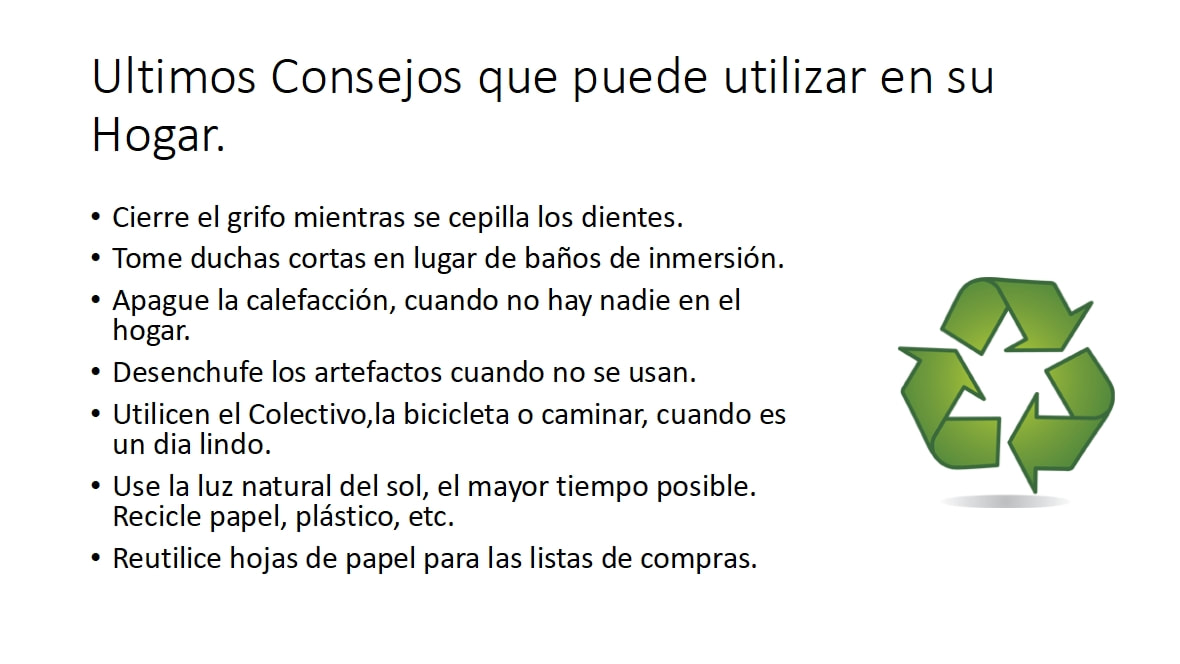 Ultimos Consejos que puede utilizar en su
Hogar.
• Cierre el grifo mientras se cepilla los dientes.
• Tome duchas cortas en lugar de baños de inmersión.
• Apague la calefacción, cuando no hay nadie en el
hogar.
• Desenchufe los artefactos cuando no se usan.
• Utilicen el Colectivo,la bicicleta o caminar, cuando es
un dia lindo.
• Use la luz natural del sol, el mayor tiempo posible.
Recicle papel, plástico, etc.
• Reutilice hojas de papel para las listas de compras.